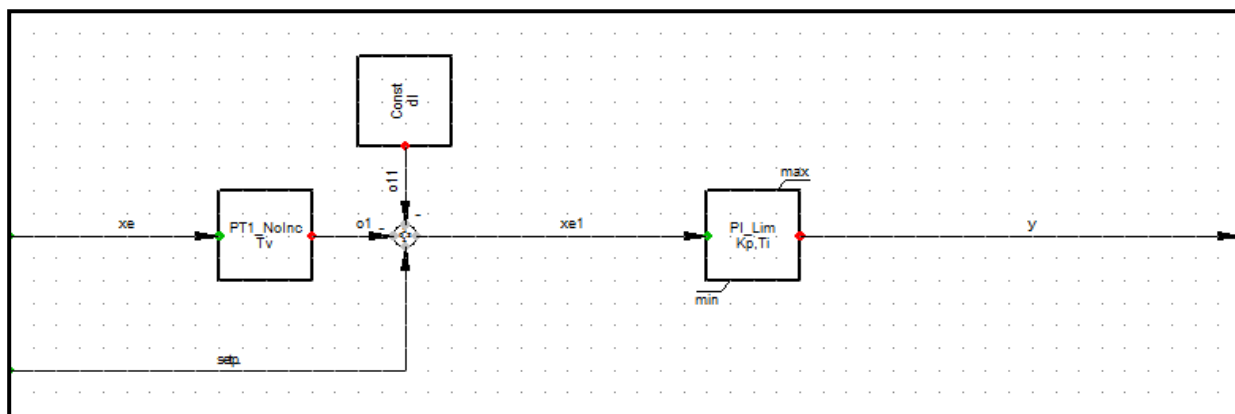 Const
dI
o11
max
xe
PT1_NoInc
Tv
o1
-
-
xe1
PI_Lim
Kp,Ti
y
min
setp